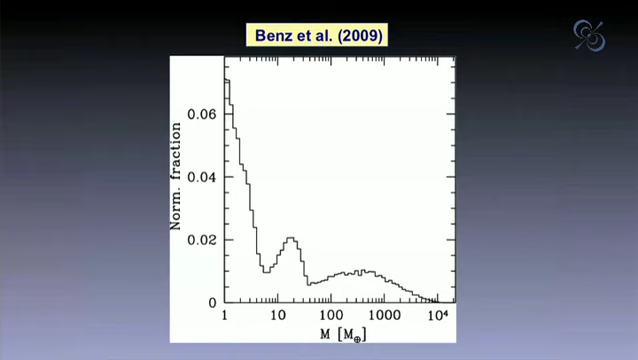 Benz et al. (2009)
Norm. fraction
0.06
0.04
0.02
0
1 10 100 1000 10⁴
M [M⊕]